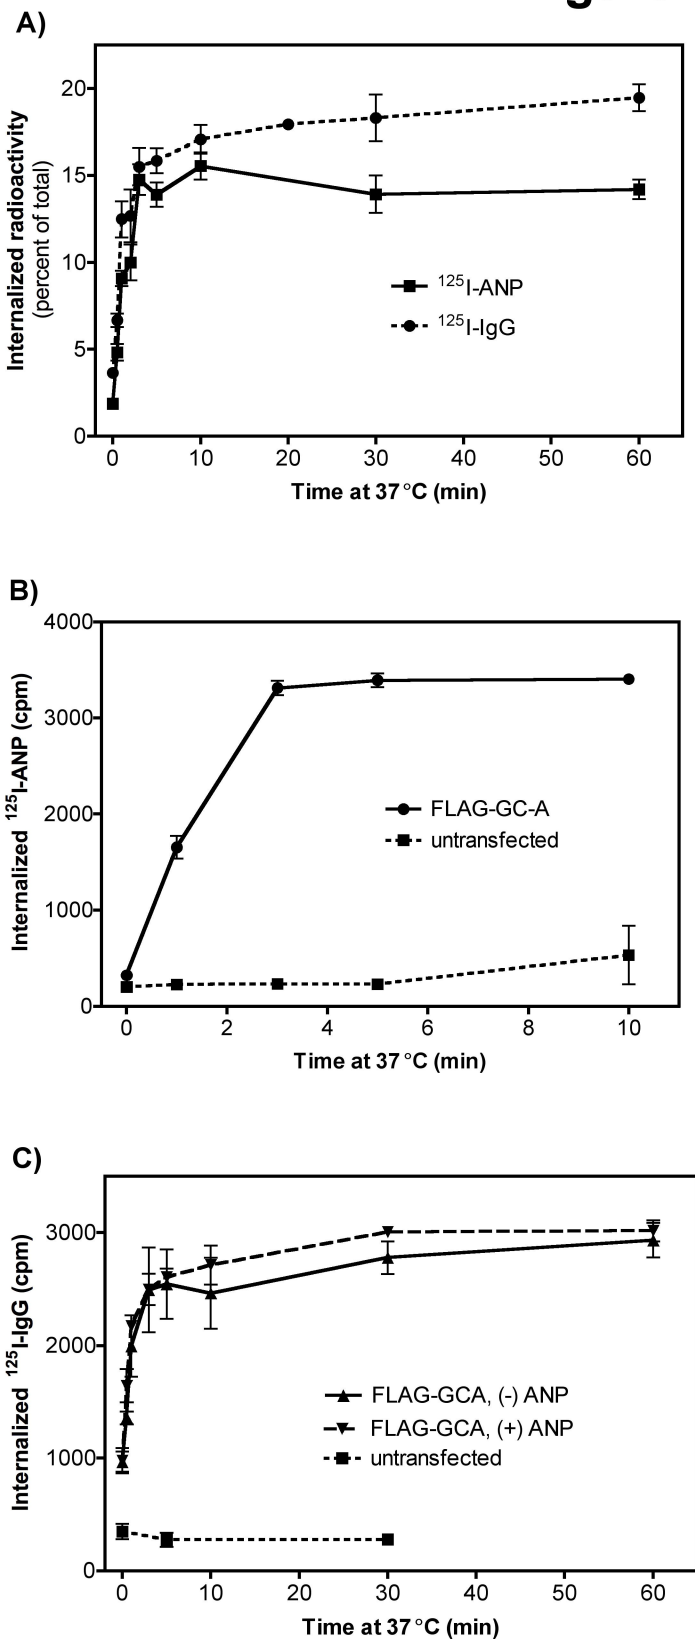 g
A)
Internalized radioactivity
(percent of total)
20
15
10
5
0
125I-ANP
125I-IgG
0 10 20 30 40 50 60
Time at 37 °C (min)
B)
Internalized 125I-ANP (cpm)
4000
3000
2000
1000
0
FLAG-GC-A
untransfected
0 2 4 6 8 10
Time at 37 °C (min)
C)
Internalized 125I-IgG (cpm)
3000
2000
1000
0
FLAG-GCA, (-) ANP
FLAG-GCA, (+) ANP
untransfected
0 10 20 30 40 50 60
Time at 37 °C (min)